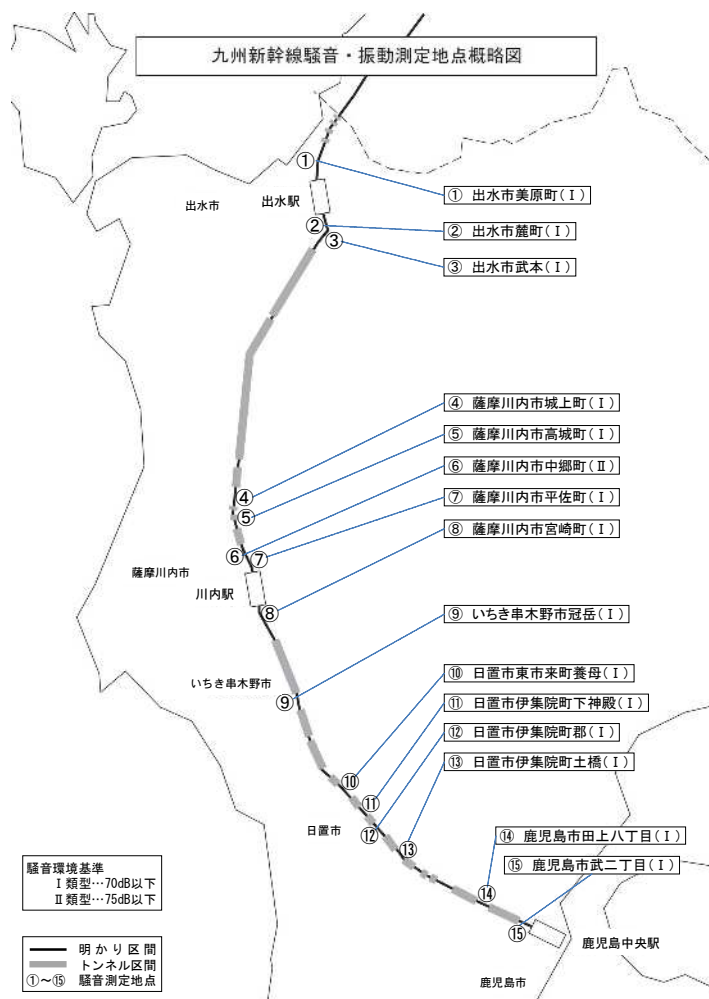 九州新幹線騒音・振動測定地点概略図
①
① 出水市美原町(Ⅰ)
出水市
出水駅
②
② 出水市麓町(Ⅰ)
③
③ 出水市武本(Ⅰ)
④ 薩摩川内市城上町(Ⅰ)
⑤ 薩摩川内市高城町(Ⅰ)
⑥ 薩摩川内市中郷町(Ⅱ)
④
⑦ 薩摩川内市平佐町(Ⅰ)
⑤
⑧ 薩摩川内市宮崎町(Ⅰ)
⑥
⑦
薩摩川内市
川内駅
⑧
⑨ いちき串木野市冠岳(Ⅰ)
⑩ 日置市東市来町養母(Ⅰ)
いちき串木野市
⑨
⑪ 日置市伊集院町下神殿(Ⅰ)
⑫ 日置市伊集院町郡(Ⅰ)
⑬ 日置市伊集院町土橋(Ⅰ)
⑩
⑪
日置市
⑫
⑬
⑭ 鹿児島市田上八丁目(Ⅰ)
⑮ 鹿児島市武二丁目(Ⅰ)
⑭
⑮
鹿児島中央駅
鹿児島市
騒音環境基準
Ⅰ類型…70dB以下
Ⅱ類型…75dB以下
明かり区間
トンネル区間
①～⑮ 騒音測定地点